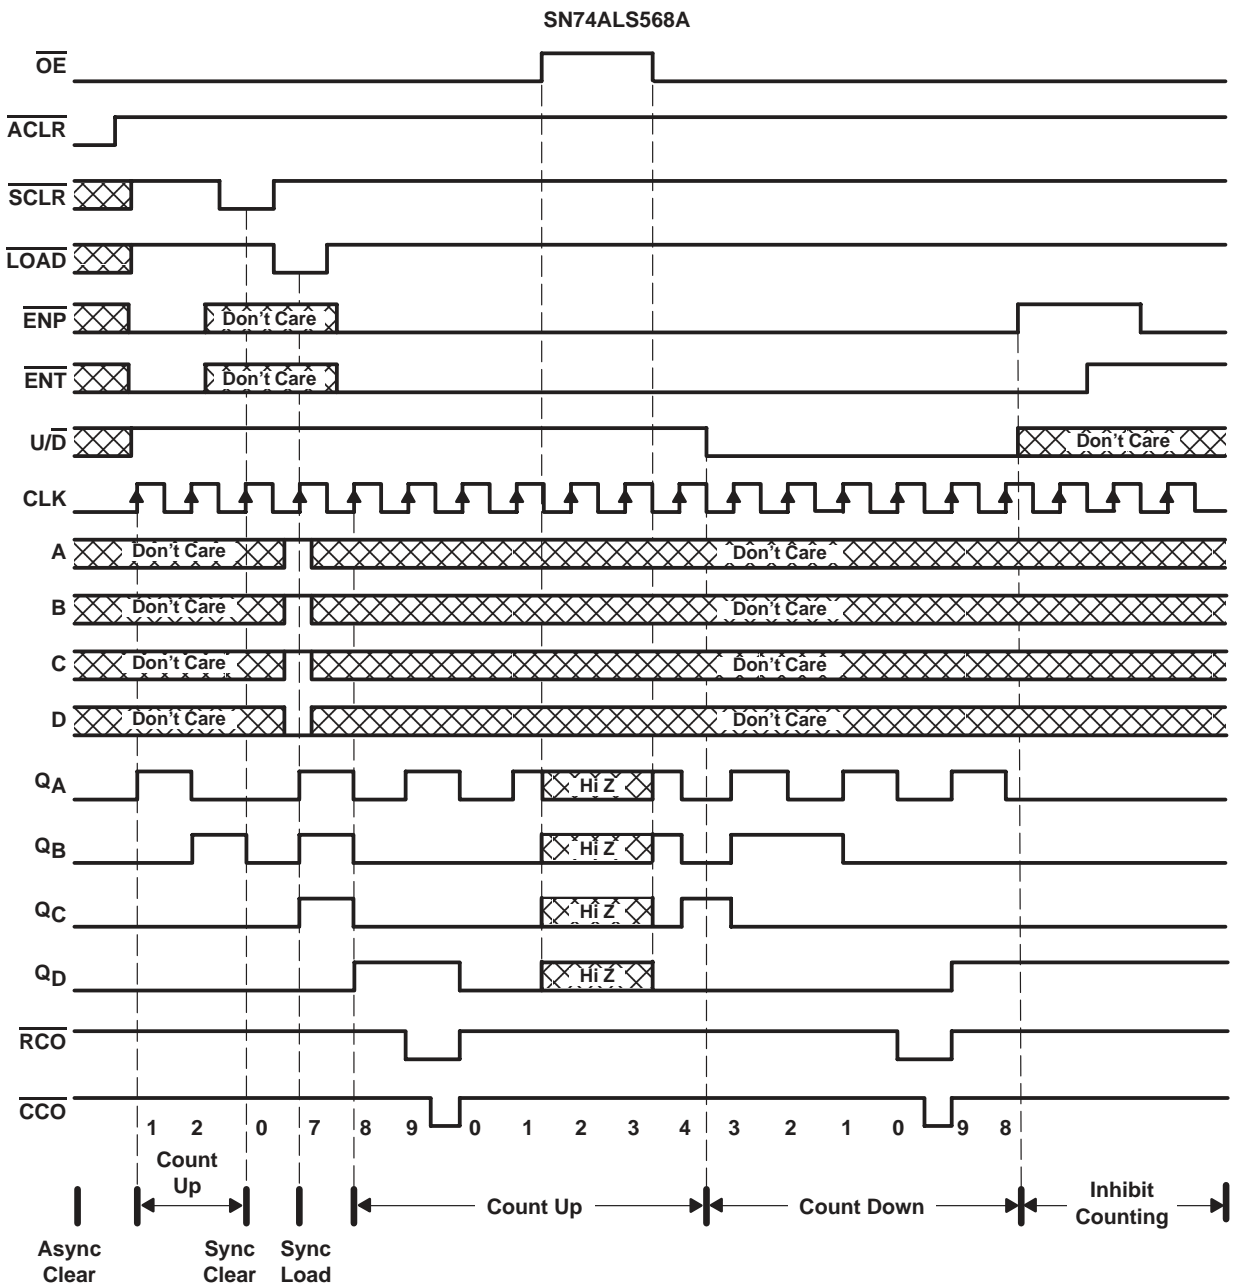 SN74ALS568A
OE
ACLR
SCLR
LOAD
ENP Don't Care
ENT Don't Care
U/D Don't Care
CLK
A Don't Care Don't Care
B Don't Care Don't Care
C Don't Care Don't Care
D Don't Care Don't Care
QA Hi Z
QB Hi Z
QC Hi Z
QD Hi Z
RCO
CCO
1 2 0 7 8 9 0 1 2 3 4 3 2 1 0 9 8
Count
Up
Count Up
Count Down
Inhibit
Counting
Async
Clear
Sync
Clear
Sync
Load